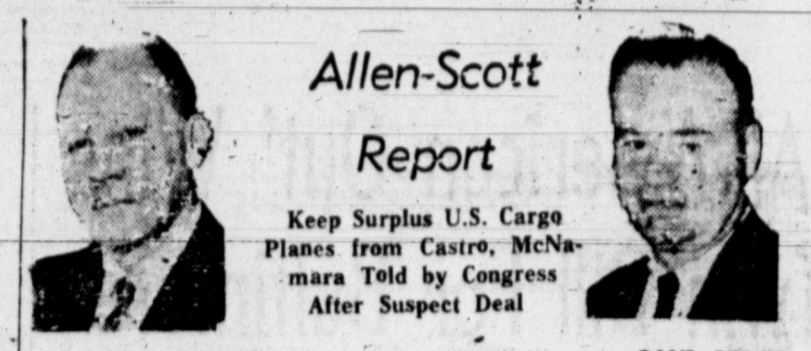 Allen-Scott
Report
Keep Surplus U.S. Cargo
Planes from Castro, McNa-
mara Told by Congress
After Suspect Deal